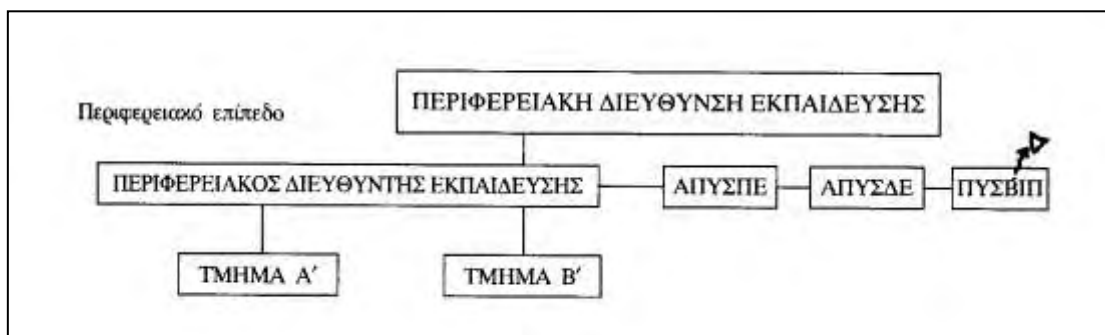 ΠΕΡΙΦΕΡΕΙΑΚΗ ΔΙΕΥΘΥΝΣΗ ΕΚΠΑΙΔΕΥΣΗΣ
Περιφερειακό επίπεδο
ΠΕΡΙΦΕΡΕΙΑΚΟΣ ΔΙΕΥΘΥΝΤΗΣ ΕΚΠΑΙΔΕΥΣΗΣ
ΑΠΥΣΠΕ
ΑΠΥΣΔΕ
ΠΥΣΒΙΠ
ΤΜΗΜΑ Α΄
ΤΜΗΜΑ Β΄